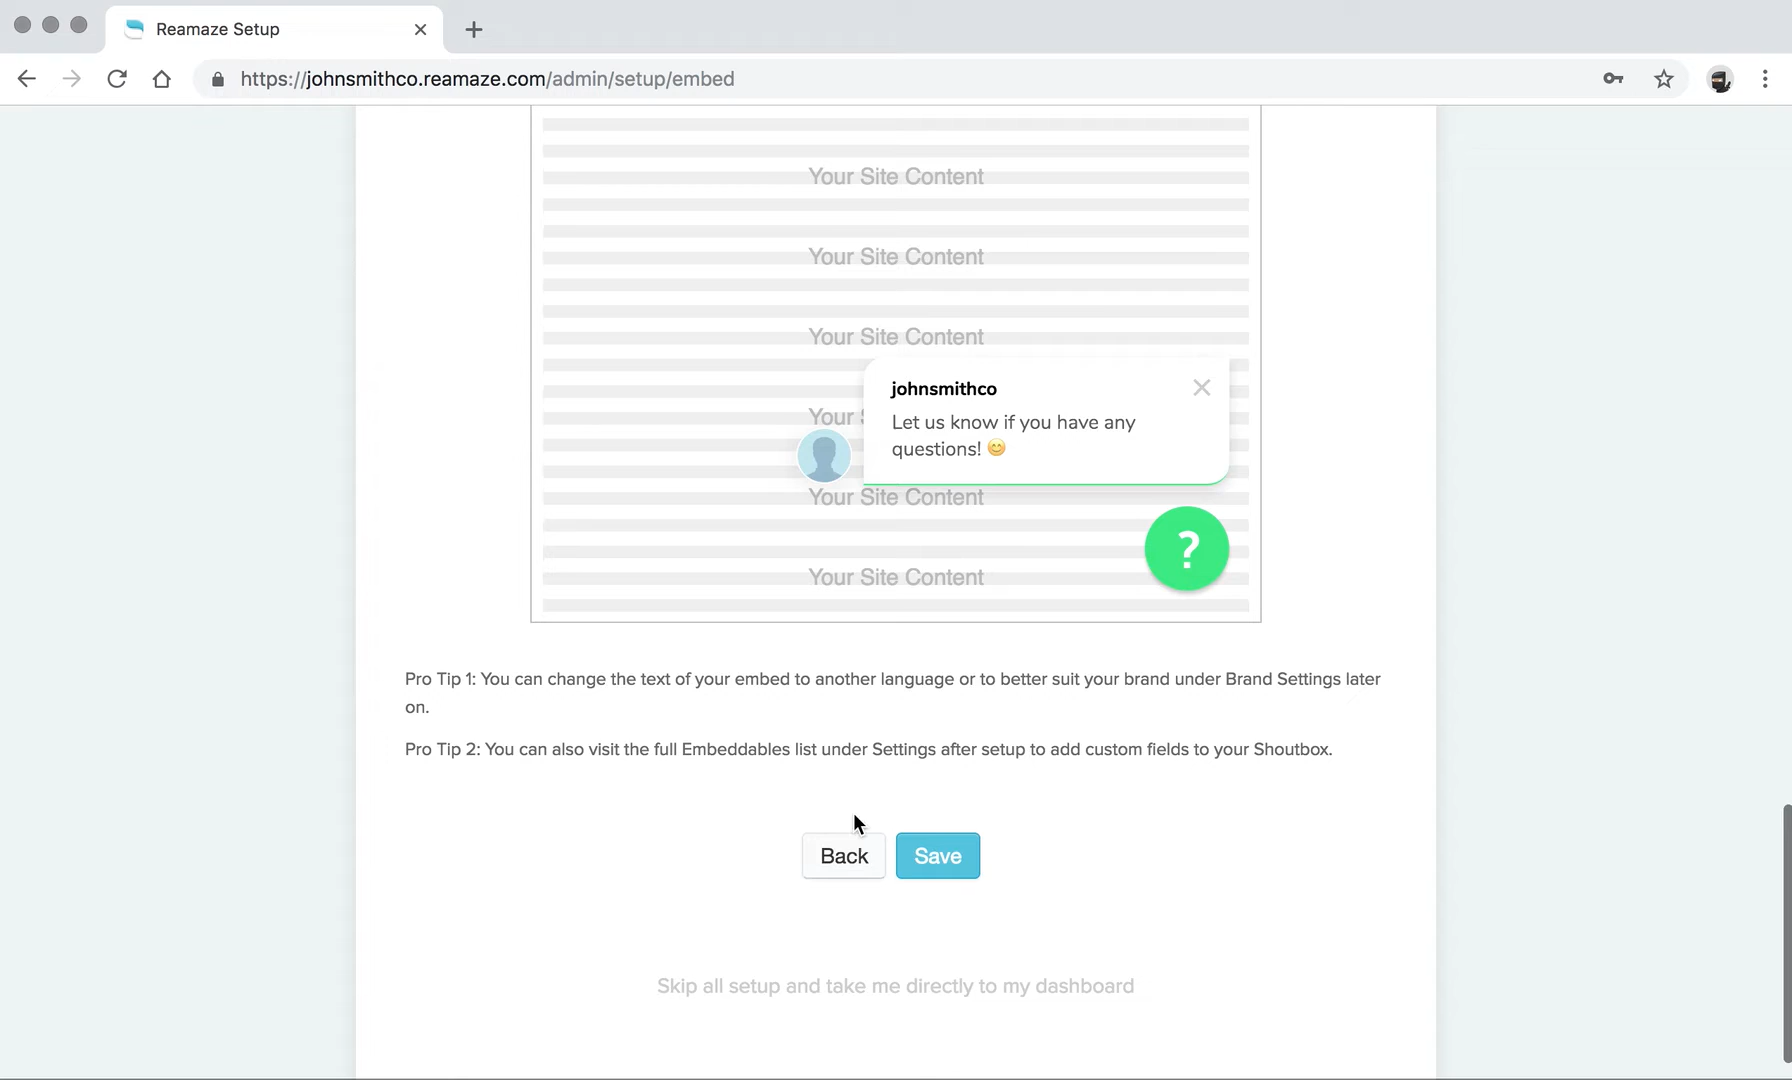 Reamaze Setup
https://johnsmithco.reamaze.com/admin/setup/embed
Your Site Content
Your Site Content
Your Site Content
johnsmithco
Let us know if you have any
questions! 😊
Your S
Your Site Content
?
Your Site Content
Pro Tip 1: You can change the text of your embed to another language or to better suit your brand under Brand Settings later
on.
Pro Tip 2: You can also visit the full Embeddables list under Settings after setup to add custom fields to your Shoutbox.
Back
Save
Skip all setup and take me directly to my dashboard